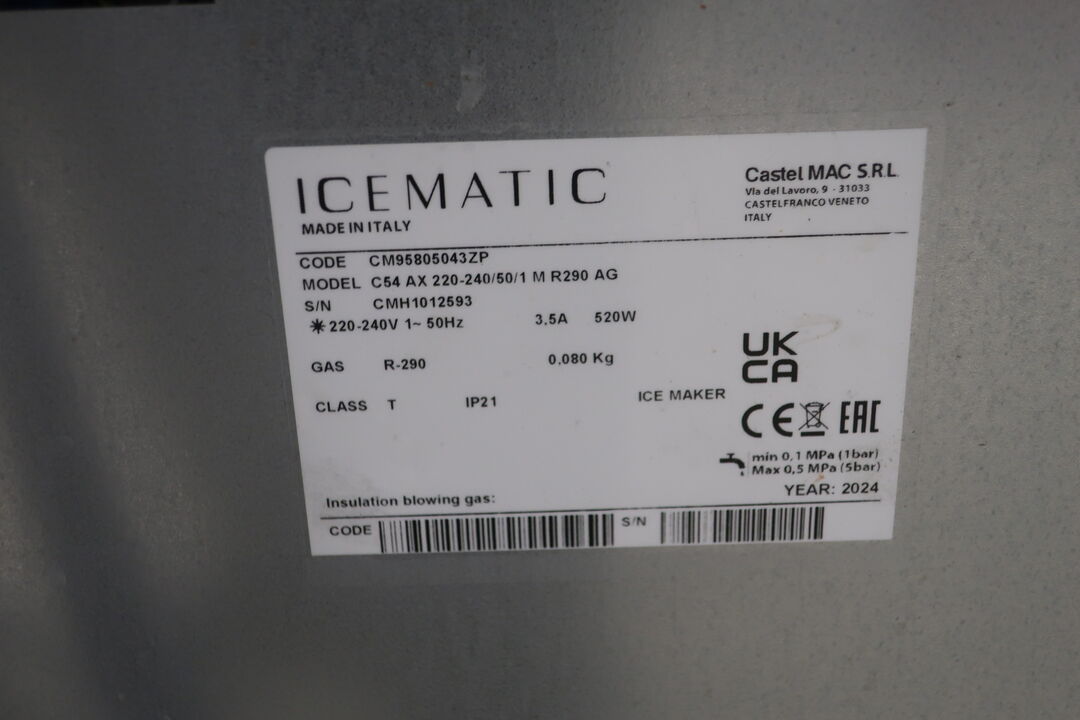 ICEMATIC
MADE IN ITALY
Castel MAC S.R.L.
Via del Lavoro, 9 - 31033
CASTELFRANCO VENETO
ITALY
CODE CM95805043ZP
MODEL C54 AX 220-240/50/1 M R290 AG
S/N CMH1012593
220-240V 1~ 50Hz 3,5A 520W
GAS R-290 0,080 Kg
CLASS T IP21 ICE MAKER
UK
CA
CE EAC
min 0,1 MPa (1bar)
Max 0,5 MPa (5bar)
YEAR: 2024
Insulation blowing gas:
CODE S/N